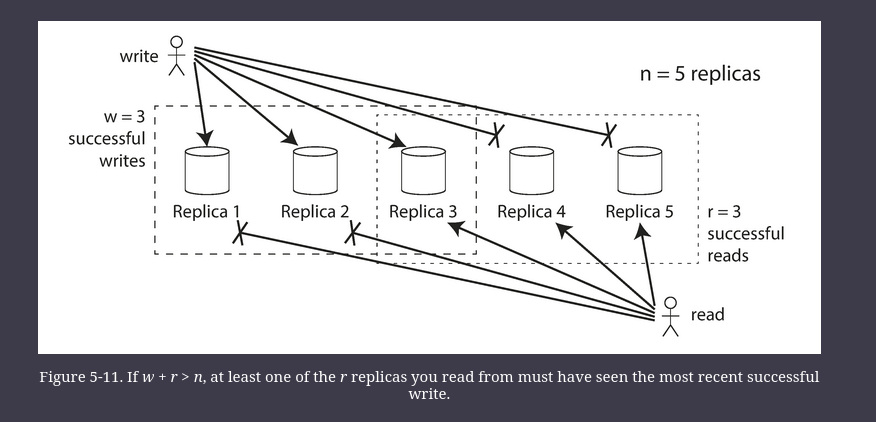 write
n = 5 replicas
w = 3
successful
writes
Replica 1
Replica 2
Replica 3
Replica 4
Replica 5
r = 3
successful
reads
read
Figure 5-11. If w + r > n, at least one of the r replicas you read from must have seen the most recent successful
write.